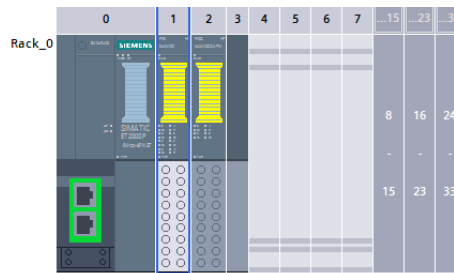 0 1 2 3 4 5 6 7 ...15 ...23 ...3
Rack_0
SIEMENS
SIMATIC
ET 200SP
8 16 24
- - -
15 23 33